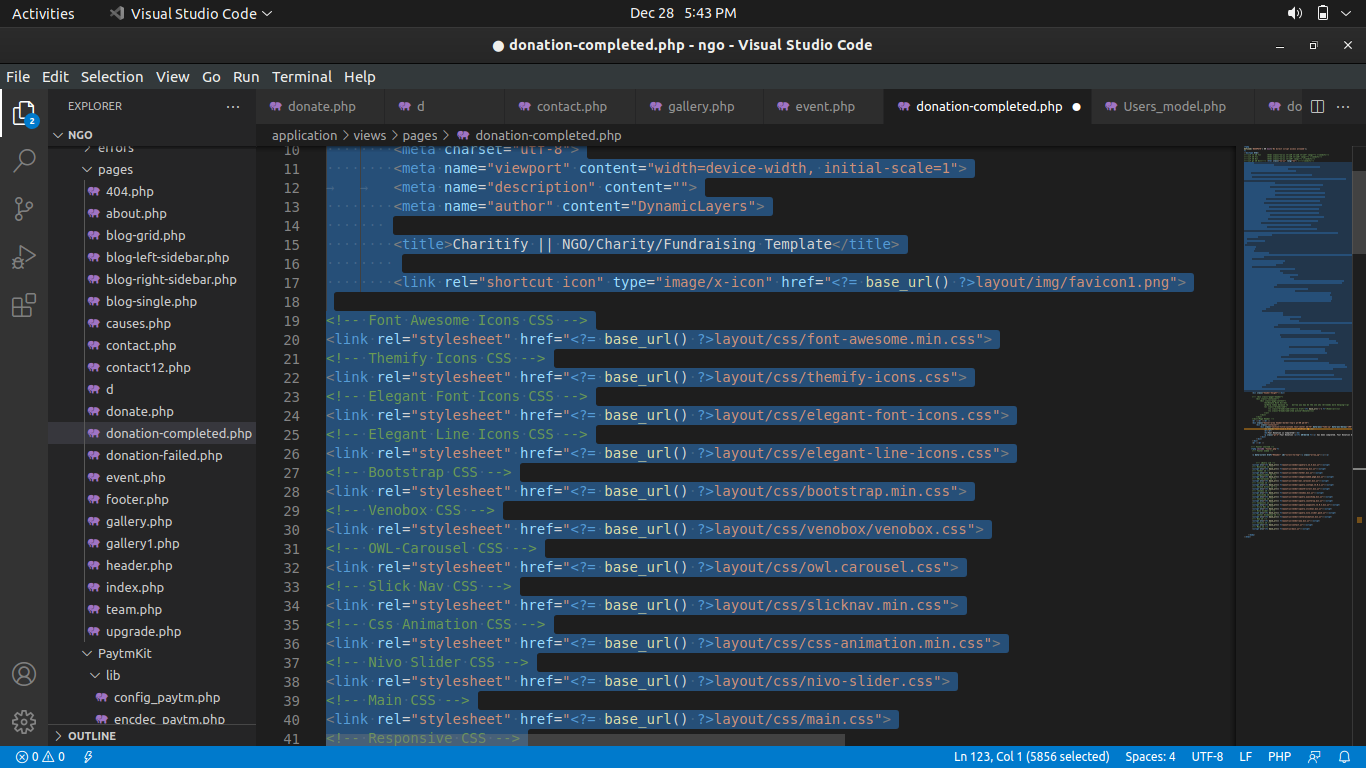 Activities Visual Studio Code Dec 28 5:43 PM
● donation-completed.php - ngo - Visual Studio Code
File Edit Selection View Go Run Terminal Help
EXPLORER
2
NGO
errors
pages
404.php
about.php
blog-grid.php
blog-left-sidebar.php
blog-right-sidebar.php
blog-single.php
causes.php
contact.php
contact12.php
d
donate.php
donation-completed.php
donation-failed.php
event.php
footer.php
gallery.php
gallery1.php
header.php
index.php
team.php
upgrade.php
PaytmKit
lib
config_paytm.php
encdec_paytm.php
OUTLINE
donate.php d contact.php gallery.php event.php donation-completed.php ● Users_model.php do
application > views > pages > donation-completed.php
10 <meta charset="utf-8">
11 <meta name="viewport" content="width=device-width, initial-scale=1">
12 <meta name="description" content="">
13 <meta name="author" content="DynamicLayers">
14
15 <title>Charitify || NGO/Charity/Fundraising Template</title>
16
17 <link rel="shortcut icon" type="image/x-icon" href="<?= base_url() ?>layout/img/favicon1.png">
18
19 <!-- Font Awesome Icons CSS -->
20 <link rel="stylesheet" href="<?= base_url() ?>layout/css/font-awesome.min.css">
21 <!-- Themify Icons CSS -->
22 <link rel="stylesheet" href="<?= base_url() ?>layout/css/themify-icons.css">
23 <!-- Elegant Font Icons CSS -->
24 <link rel="stylesheet" href="<?= base_url() ?>layout/css/elegant-font-icons.css">
25 <!-- Elegant Line Icons CSS -->
26 <link rel="stylesheet" href="<?= base_url() ?>layout/css/elegant-line-icons.css">
27 <!-- Bootstrap CSS -->
28 <link rel="stylesheet" href="<?= base_url() ?>layout/css/bootstrap.min.css">
29 <!-- Venobox CSS -->
30 <link rel="stylesheet" href="<?= base_url() ?>layout/css/venobox/venobox.css">
31 <!-- OWL-Carousel CSS -->
32 <link rel="stylesheet" href="<?= base_url() ?>layout/css/owl.carousel.css">
33 <!-- Slick Nav CSS -->
34 <link rel="stylesheet" href="<?= base_url() ?>layout/css/slicknav.min.css">
35 <!-- Css Animation CSS -->
36 <link rel="stylesheet" href="<?= base_url() ?>layout/css/css-animation.min.css">
37 <!-- Nivo Slider CSS -->
38 <link rel="stylesheet" href="<?= base_url() ?>layout/css/nivo-slider.css">
39 <!-- Main CSS -->
40 <link rel="stylesheet" href="<?= base_url() ?>layout/css/main.css">
41 <!-- Responsive CSS -->
0 0 Ln 123, Col 1 (5856 selected) Spaces: 4 UTF-8 LF PHP